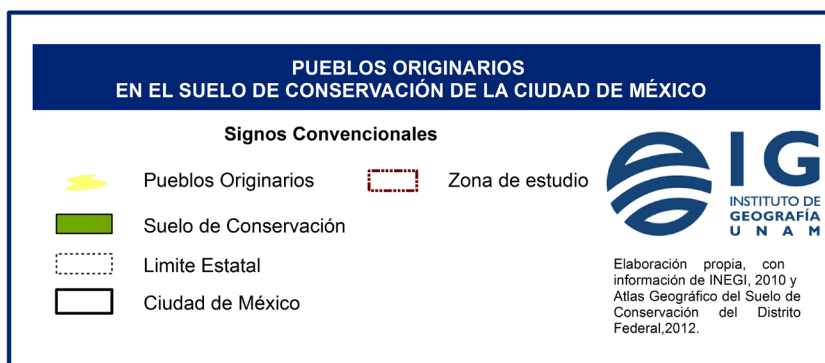 PUEBLOS ORIGINARIOS
EN EL SUELO DE CONSERVACIÓN DE LA CIUDAD DE MÉXICO
Signos Convencionales
Pueblos Originarios
Zona de estudio
Suelo de Conservación
Limite Estatal
Ciudad de México
IG
INSTITUTO DE
GEOGRAFÍA
UNAM
Elaboración propia, con
información de INEGI, 2010 y
Atlas Geográfico del Suelo de
Conservación del Distrito
Federal,2012.